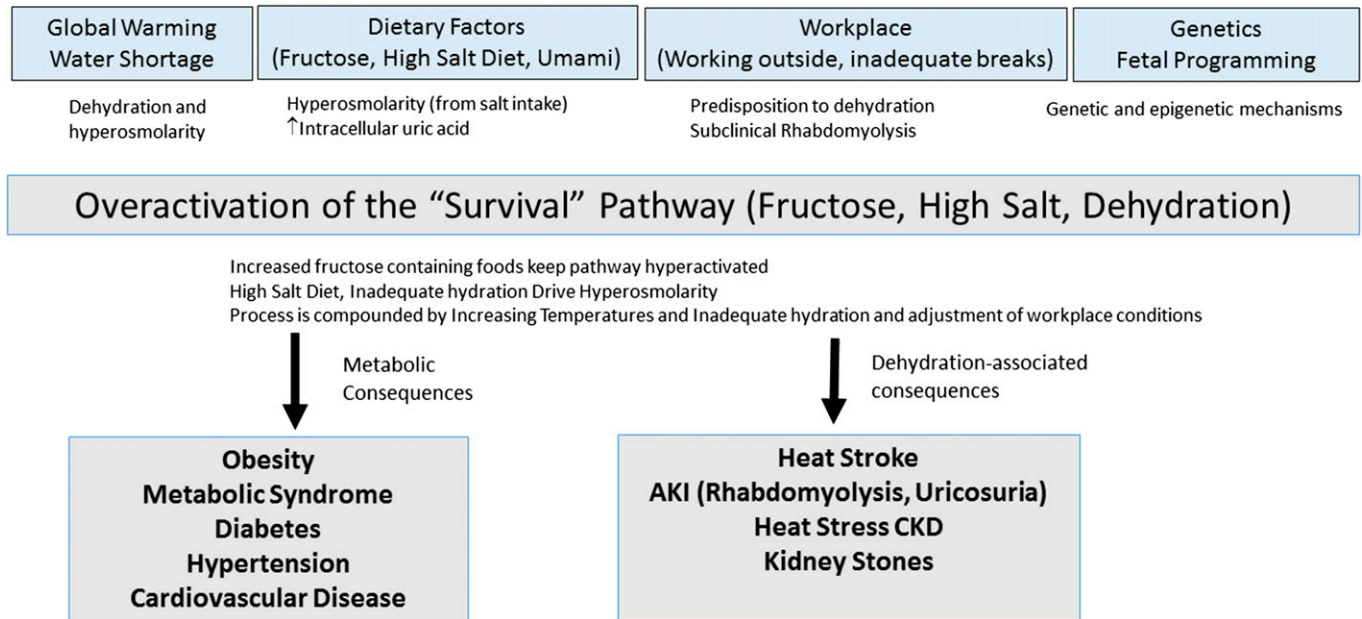 Global Warming
Water Shortage
Dietary Factors
(Fructose, High Salt Diet, Umami)
Workplace
(Working outside, inadequate breaks)
Genetics
Fetal Programming
Dehydration and
hyperosmolarity
Hyperosmolarity (from salt intake)
↑Intracellular uric acid
Predisposition to dehydration
Subclinical Rhabdomyolysis
Genetic and epigenetic mechanisms
Overactivation of the “Survival” Pathway (Fructose, High Salt, Dehydration)
Increased fructose containing foods keep pathway hyperactivated
High Salt Diet, Inadequate hydration Drive Hyperosmolarity
Process is compounded by Increasing Temperatures and Inadequate hydration and adjustment of workplace conditions
Metabolic
Consequences
Dehydration-associated
consequences
Obesity
Metabolic Syndrome
Diabetes
Hypertension
Cardiovascular Disease
Heat Stroke
AKI (Rhabdomyolysis, Uricosuria)
Heat Stress CKD
Kidney Stones